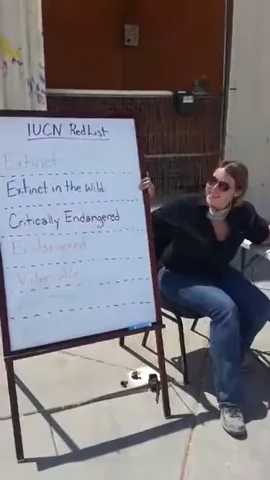 IUCN Red List
Extinct
Extinct in the Wild
Critically Endangered
Endangered
Vulnerable